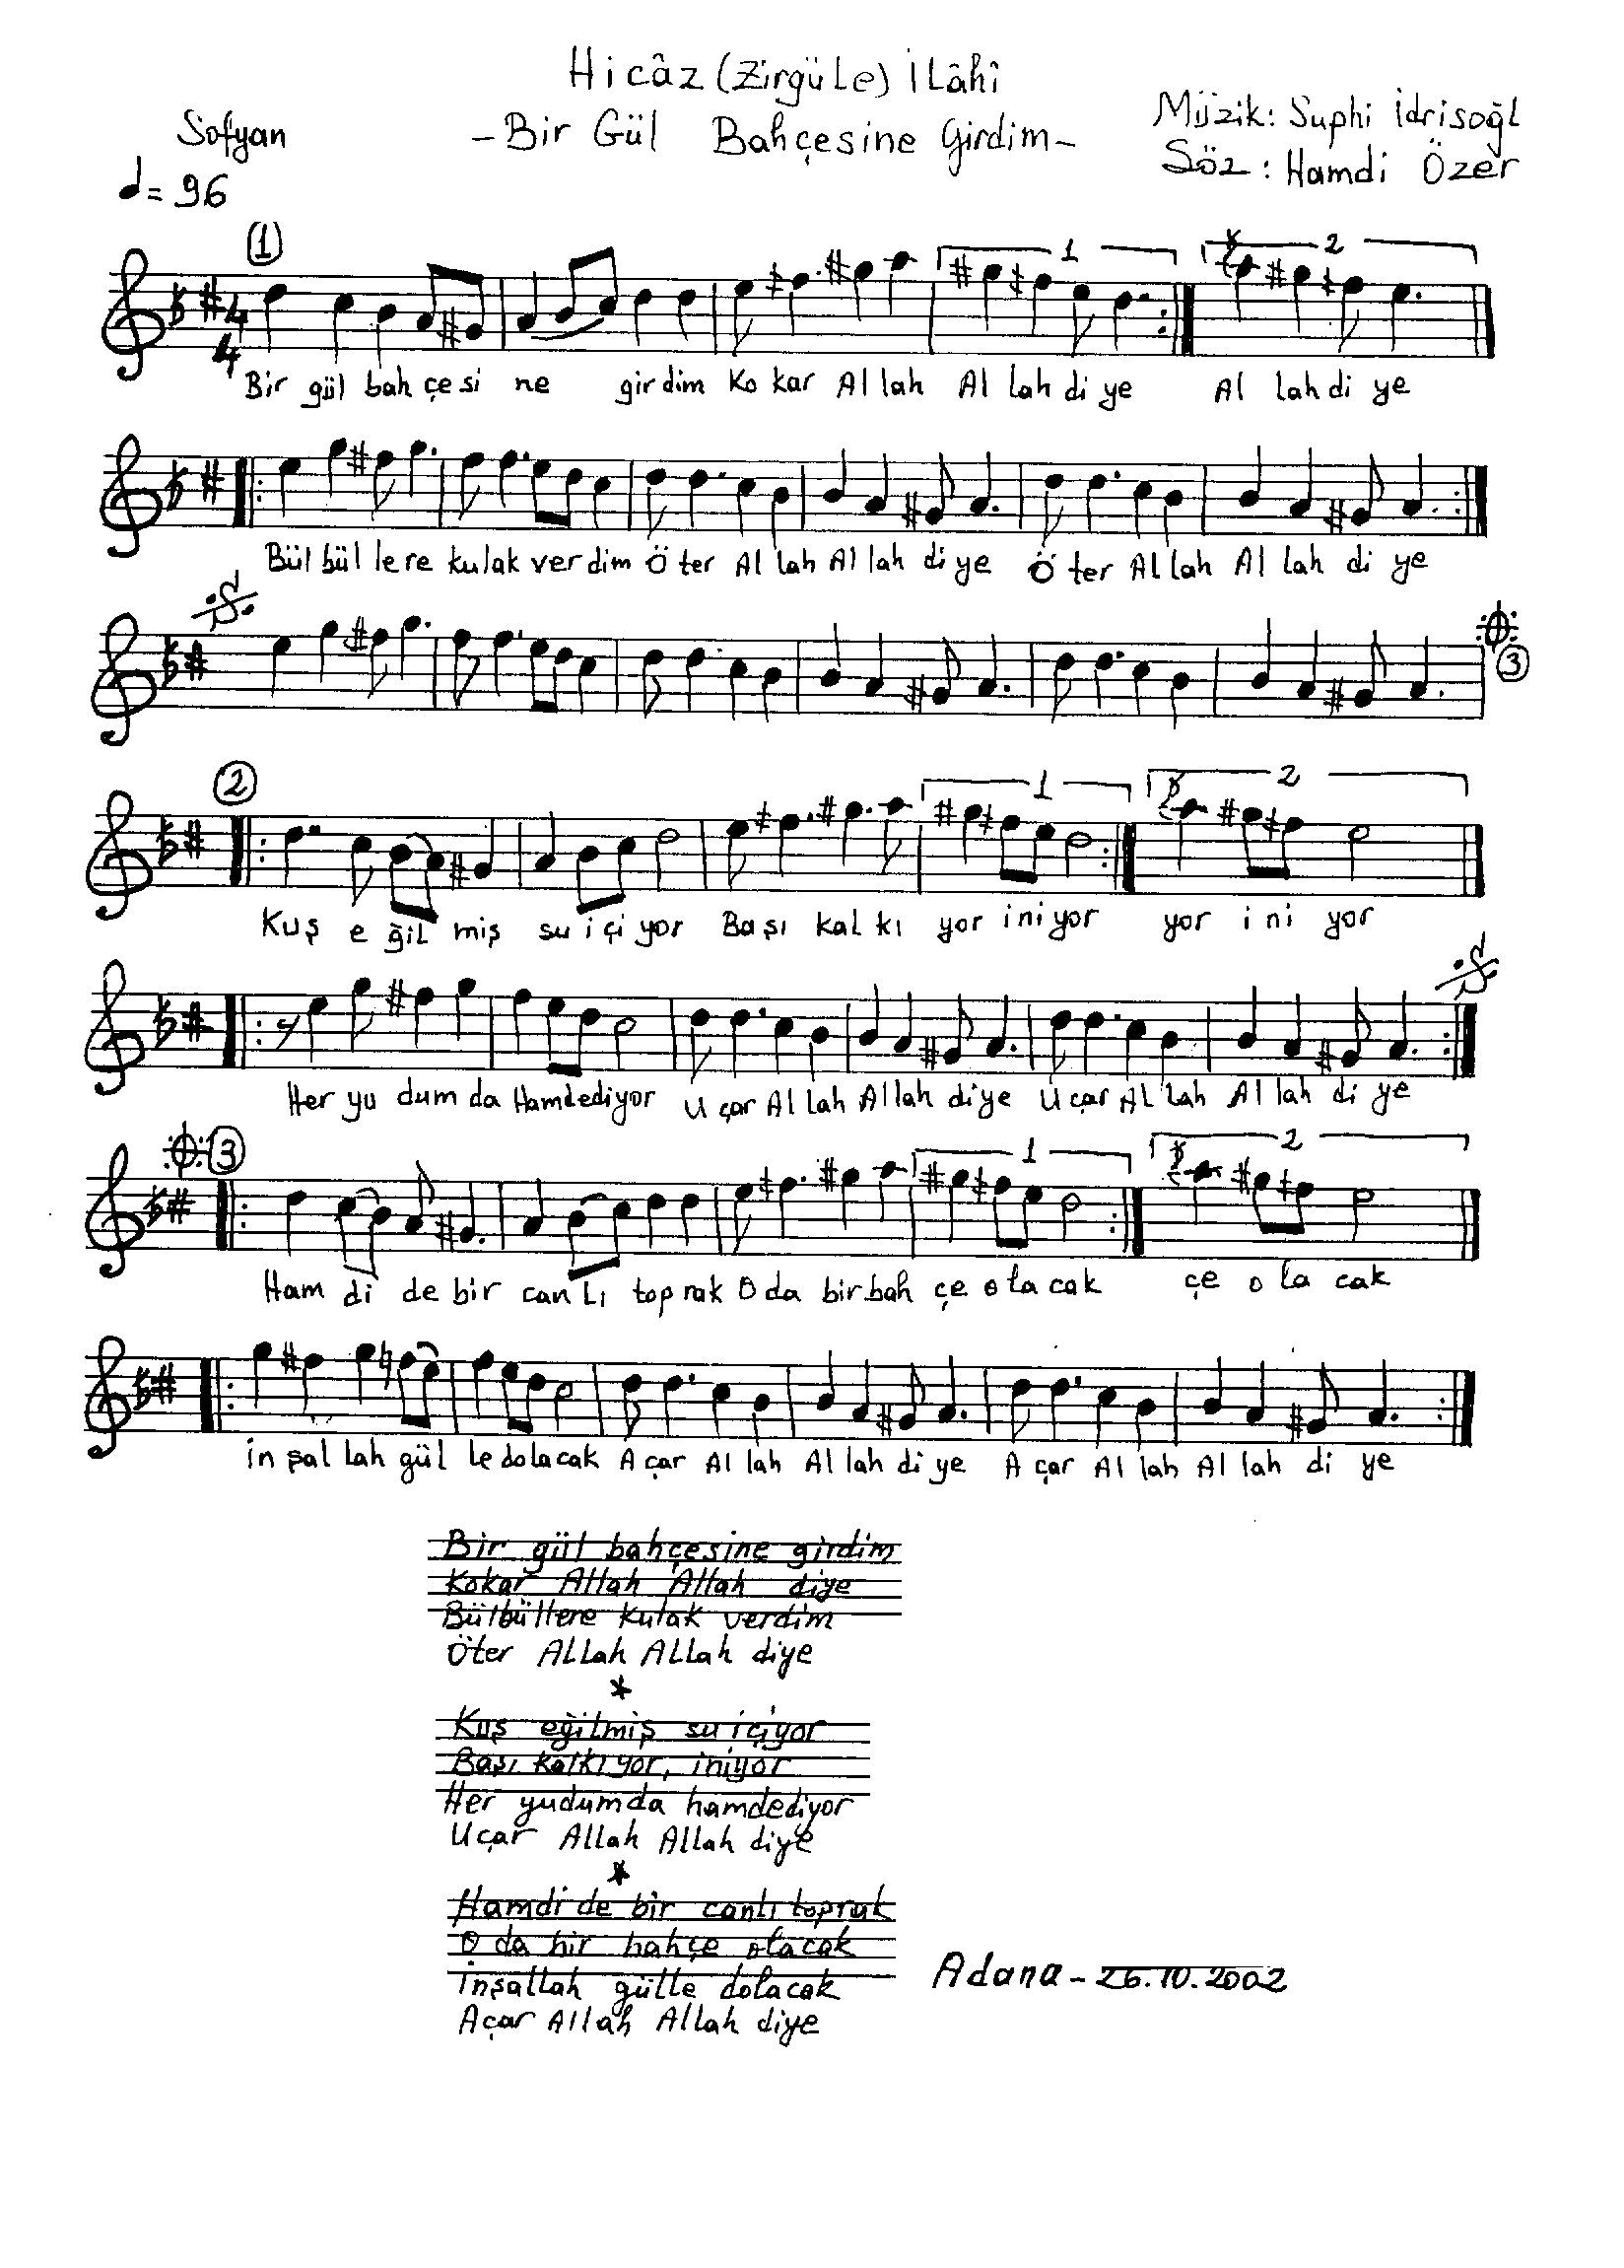 Hicâz (Zirgüle) İLâhî
Sofyan
-Bir Gül Bahçesine Girdim-
Müzik: Suphi İdrisoğL
Söz: Hamdi Özer
= 96
1
1 2
4
4
Bir gül bah çe si ne gir dim Ko kar Al lah Al lah di ye Al lah di ye
Bül bül le re ku lak ver dim Ö ter Al lah Al lah di ye Ö ter Al lah Al lah di ye
3
2
1 2
Kuş e ğil miş su i çi yor Ba şı kal kı yor i ni yor yor i ni yor
Her yu dum da Hamdediyor U çar Al lah Al lah di ye U çar Al lah Al lah di ye
3
1 2
Ham di de bir can Lı top rak O da bir bah çe o la cak çe o la cak
in şal lah gül le dolacak A çar Al lah Al lah di ye A çar Al lah Al lah di ye
Bir gül bahçesine girdim
Kokar Allah Allah diye
Bülbüllere kulak verdim
Öter Allah Allah diye
*
Kuş eğilmiş su içiyor
Başı kalkıyor, iniyor
Her yudumda hamdediyor
Uçar Allah Allah diye
*
Hamdi de bir canlı toprak
O da bir bahçe olacak
İnşallah gülle dolacak
Açar Allah Allah diye
Adana - 26.10.2002